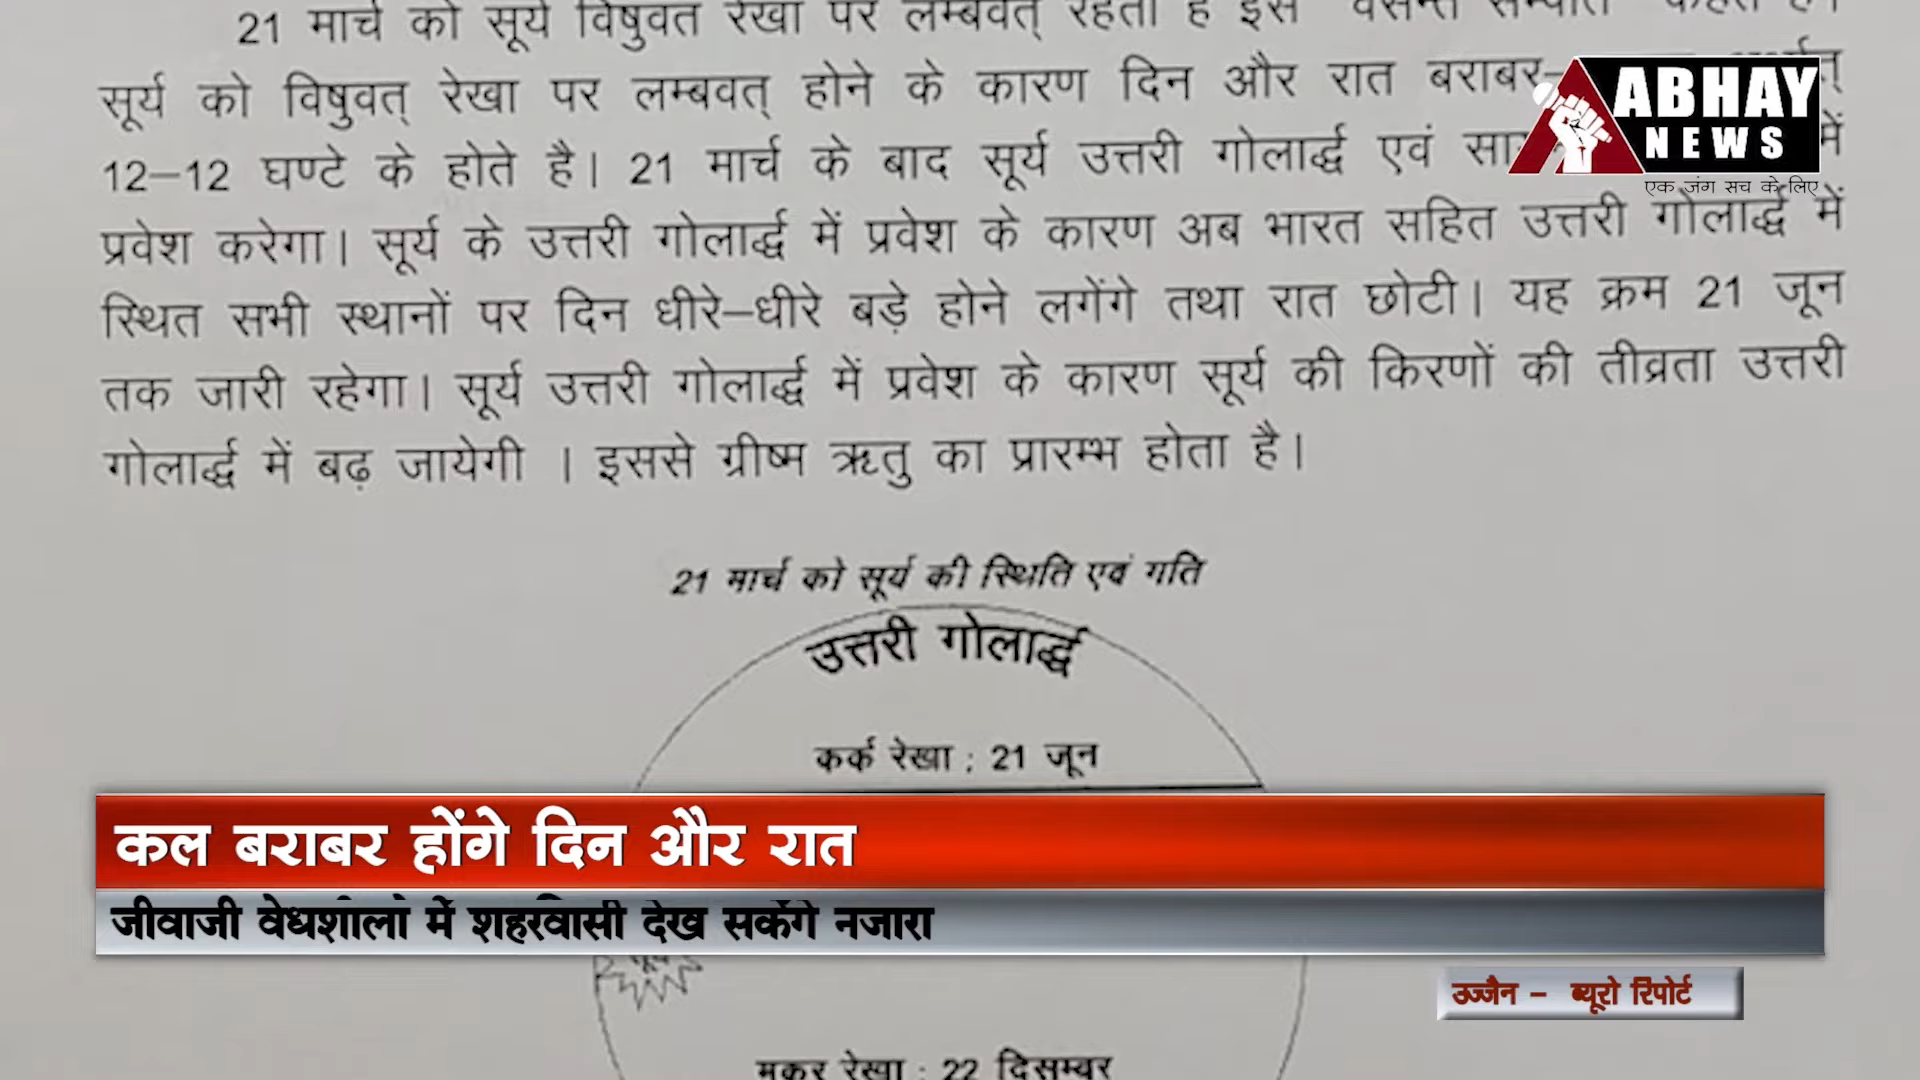 21 मार्च को सूर्य विषुवत रेखा पर लम्बवत् रहता है इसे
सूर्य को विषुवत् रेखा पर लम्बवत् होने के कारण दिन और रात बराबर–
12–12 घण्टे के होते है। 21 मार्च के बाद सूर्य उत्तरी गोलार्द्ध एवं में
प्रवेश करेगा। सूर्य के उत्तरी गोलार्द्ध में प्रवेश के कारण अब भारत सहित उत्तरी गोलार्द्ध में
स्थित सभी स्थानों पर दिन धीरे–धीरे बड़े होने लगेंगे तथा रात छोटी। यह क्रम 21 जून
तक जारी रहेगा। सूर्य उत्तरी गोलार्द्ध में प्रवेश के कारण सूर्य की किरणों की तीव्रता उत्तरी
गोलार्द्ध में बढ़ जायेगी । इससे ग्रीष्म ऋतु का प्रारम्भ होता है।
ABHAY
NEWS
एक जंग सच के लिए
21 मार्च को सूर्य की स्थिति एवं गति
उत्तरी गोलार्द्ध
कर्क रेखा : 21 जून
कल बराबर होंगे दिन और रात
जीवाजी वेधशाला में शहरवासी देख सकेंगे नजारा
उज्जैन – ब्यूरो रिपोर्ट
मकर रेखा : 22 दिसम्बर